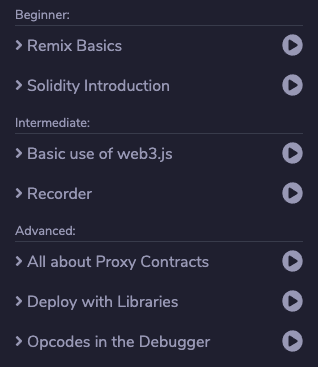 Beginner:
Remix Basics
Solidity Introduction
Intermediate:
Basic use of web3.js
Recorder
Advanced:
All about Proxy Contracts
Deploy with Libraries
Opcodes in the Debugger